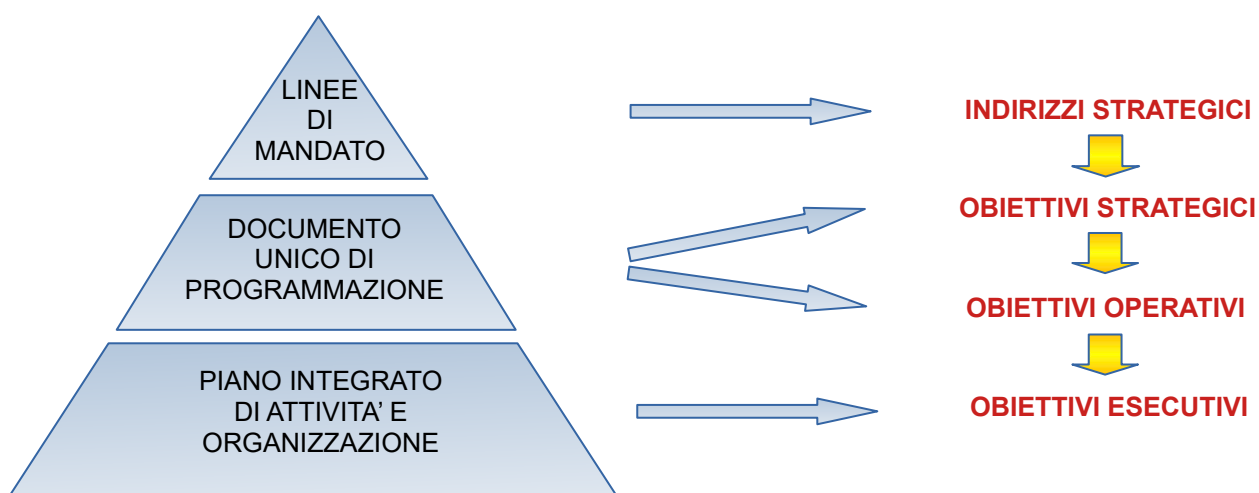 LINEE
DI
MANDATO
INDIRIZZI STRATEGICI
DOCUMENTO
UNICO DI
PROGRAMMAZIONE
OBIETTIVI STRATEGICI
OBIETTIVI OPERATIVI
PIANO INTEGRATO
DI ATTIVITA’ E
ORGANIZZAZIONE
OBIETTIVI ESECUTIVI